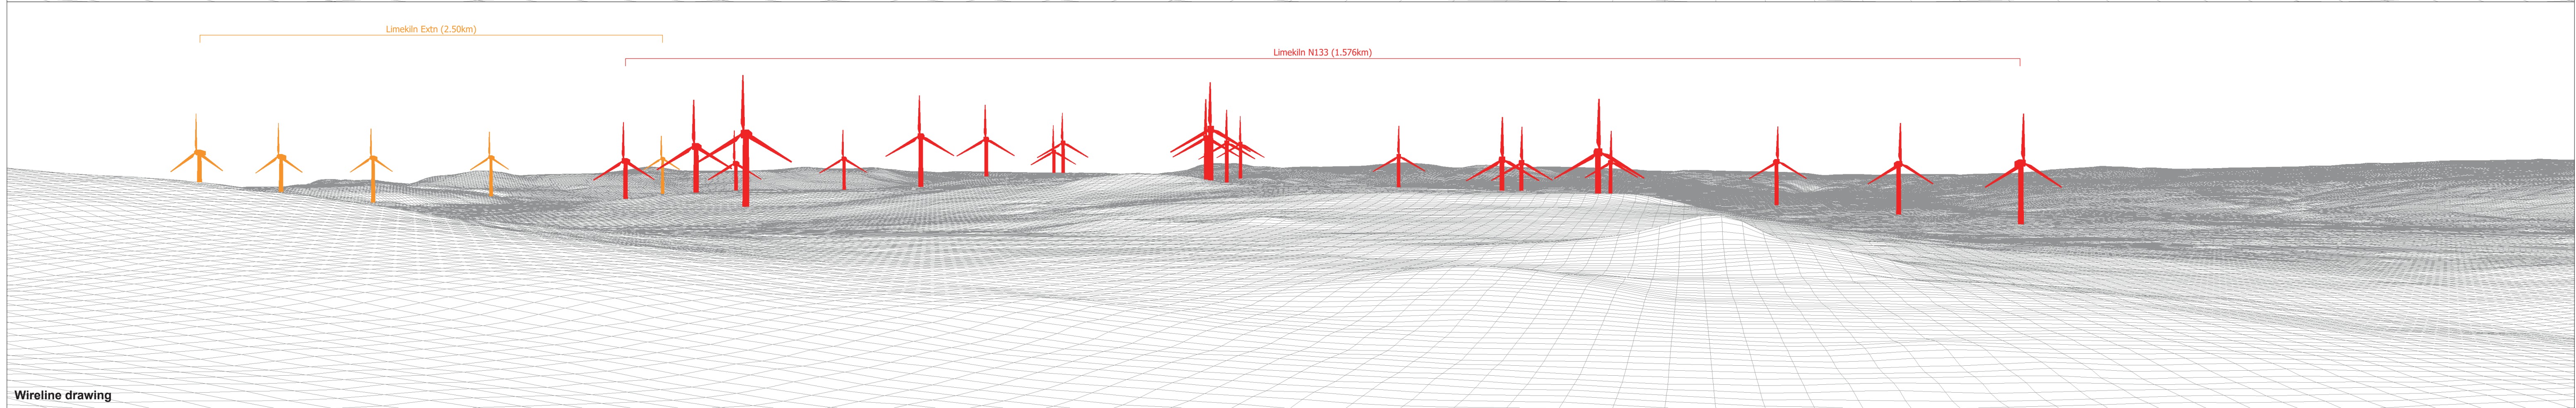 Limekiln Extn (2.50km)
Limekiln N133 (1.576km)
Wireline drawing